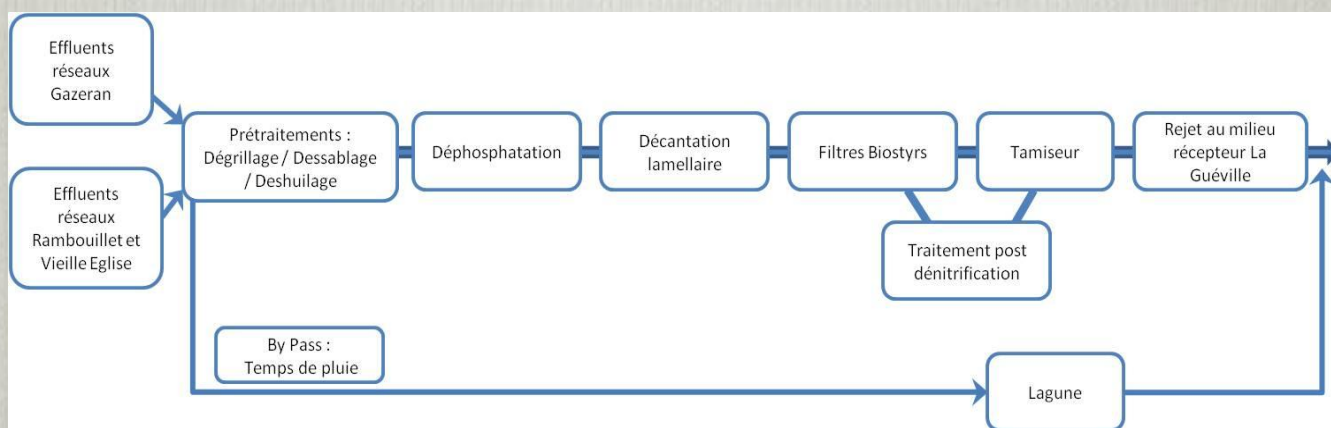 Effluents
réseaux
Gazeran
Effluents
réseaux
Rambouillet et
Vieille Eglise
Prétraitements :
Dégrillage / Dessablage
/ Deshuilage
Déphosphatation
Décantation
lamellaire
Filtres Biostyrs
Tamiseur
Rejet au milieu
récepteur La
Guéville
Traitement post
dénitrification
By Pass :
Temps de pluie
Lagune